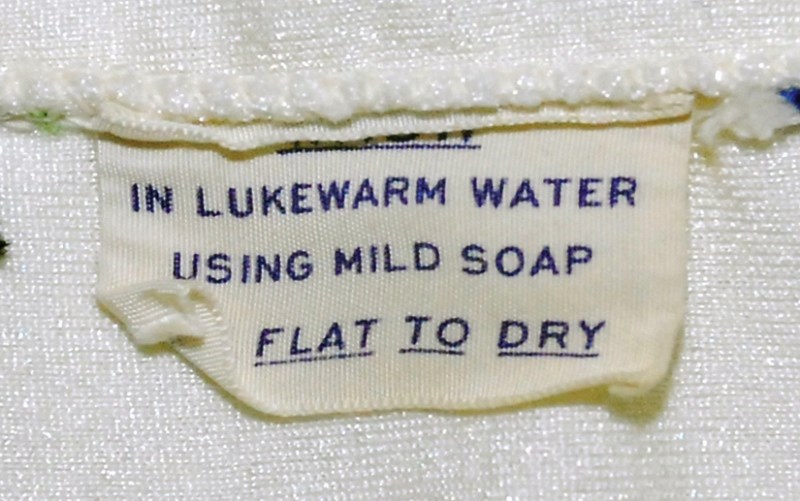 IN LUKEWARM WATER
USING MILD SOAP
FLAT TO DRY